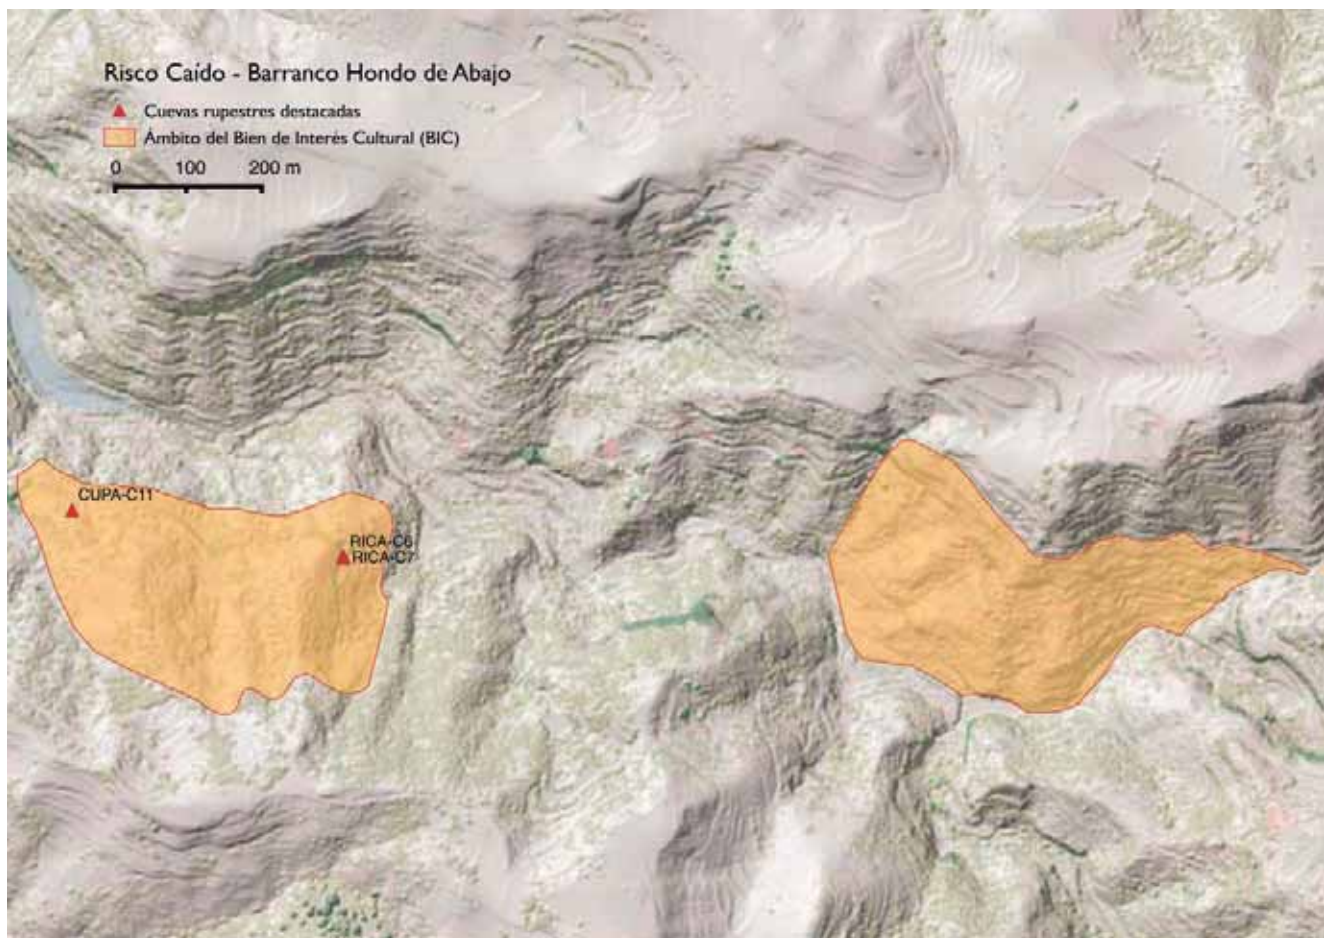 Risco Caído - Barranco Hondo de Abajo
Cuevas rupestres destacadas
Ámbito del Bien de Interés Cultural (BIC)
0 100 200 m
CUPA-C11
RICA-C6
RICA-C7